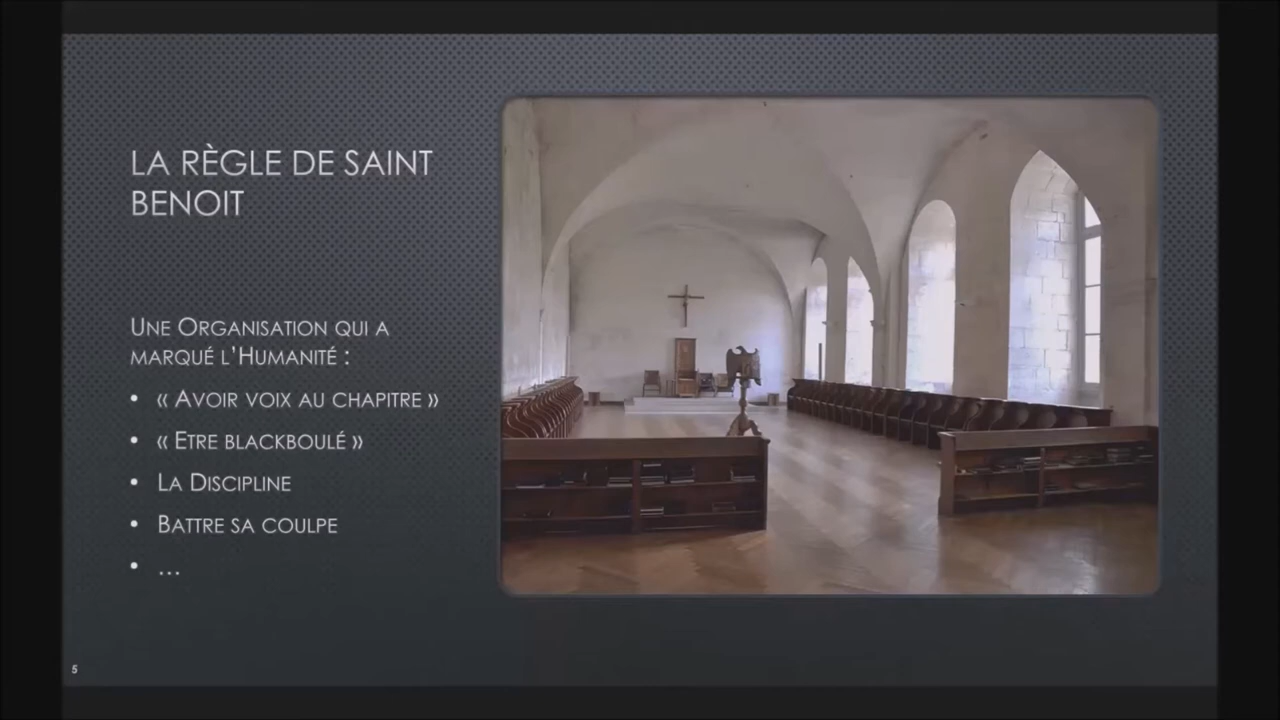 LA RÈGLE DE SAINT
BENOIT
UNE ORGANISATION QUI A
MARQUÉ L'HUMANITÉ :
• « AVOIR VOIX AU CHAPITRE »
• « ETRE BLACKBOULÉ »
• LA DISCIPLINE
• BATTRE SA COULPE
• ...
5